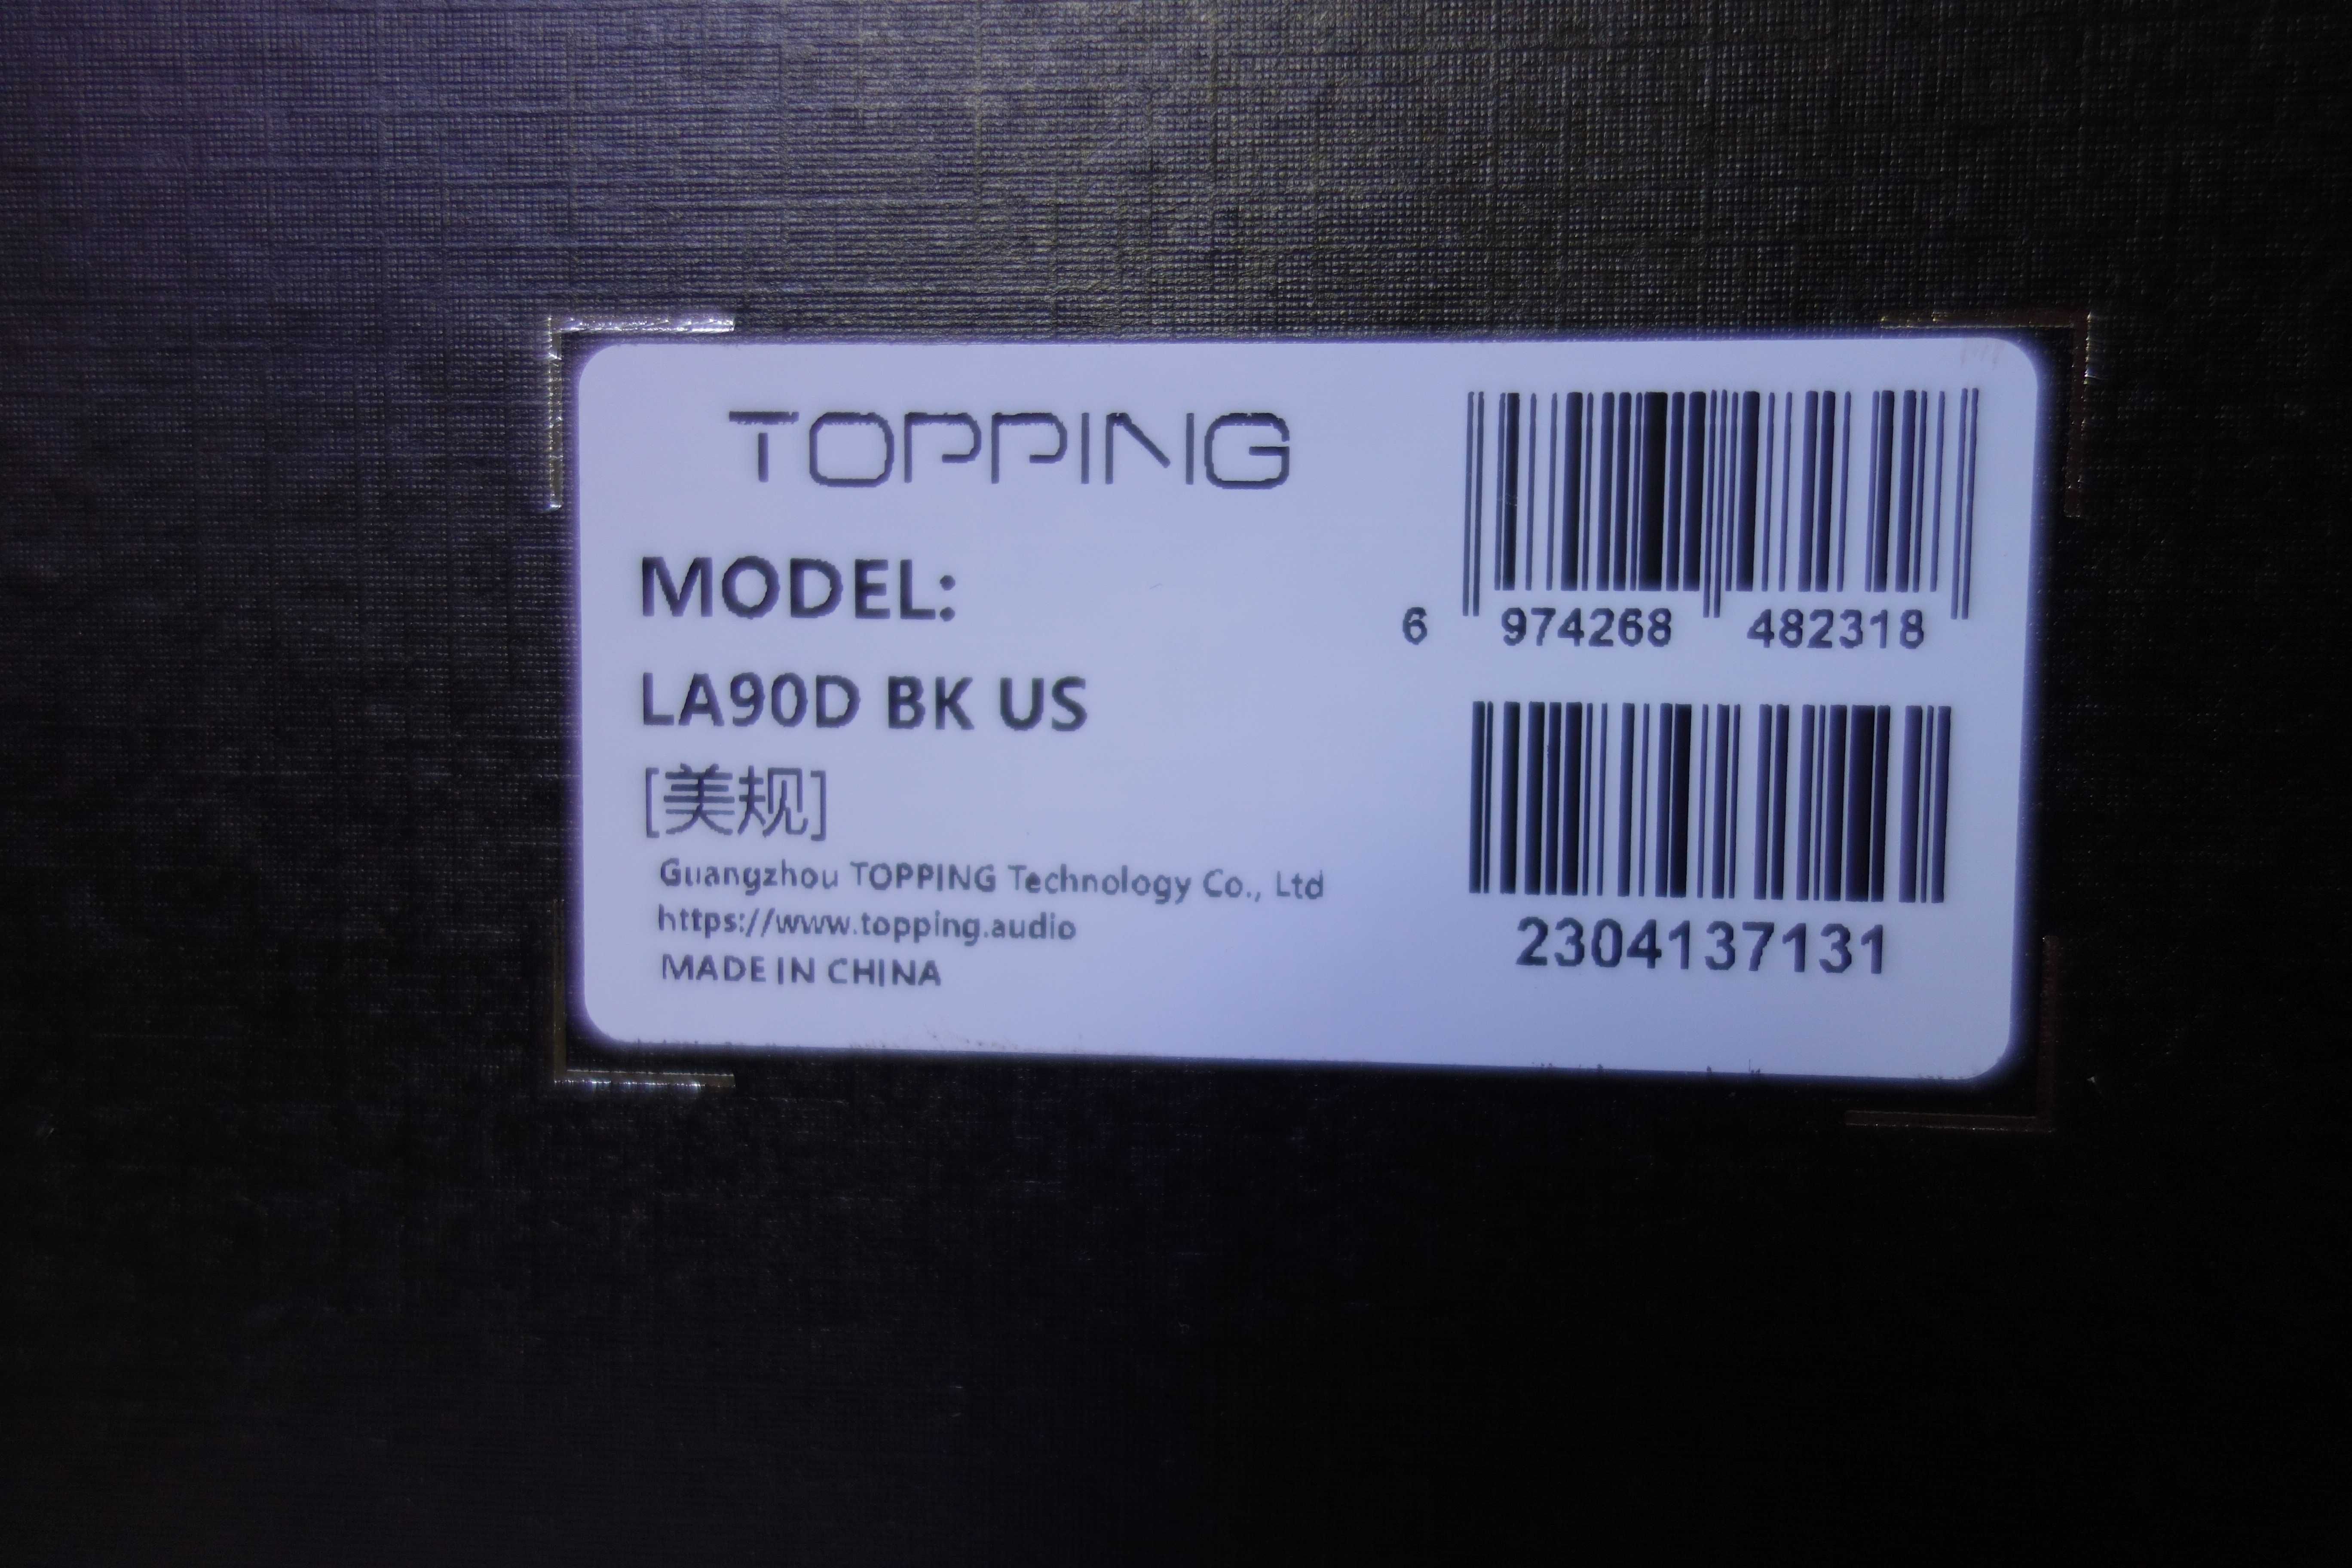 TOPPING
MODEL:
LA90D BK US
[美规]
Guangzhou TOPPING Technology Co., Ltd
https://www.topping.audio
MADE IN CHINA
6 974268 482318
2304137131